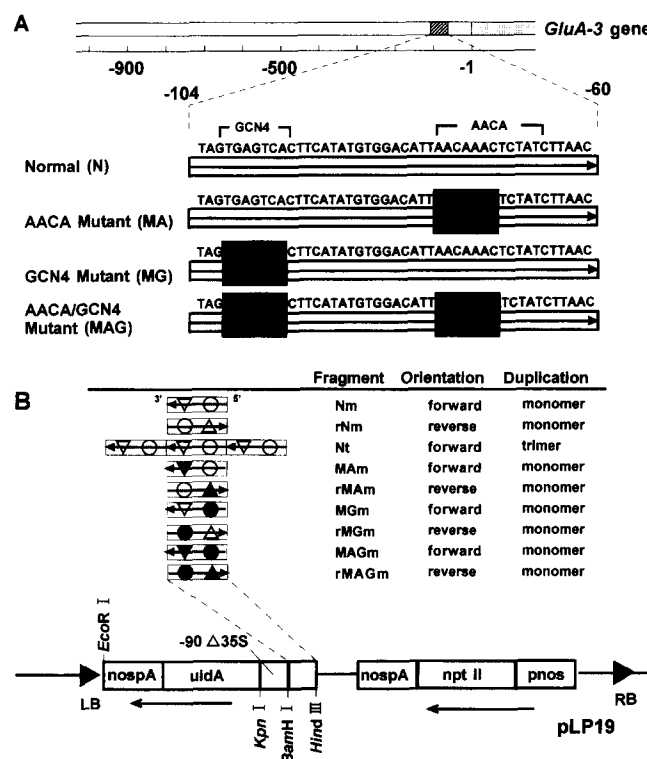 A
GluA-3 gene
-900 -500 -1
-104 -60
GCN4 AACA
TAGTGAGTCACTTCATATGTGGACATTAACAAACTCTATCTTAAC
Normal (N)
TAGTGAGTCACTTCATATGTGGACATT TCTATCTTAAC
AACA Mutant (MA)
TAG CTTCATATGTGGACATTAACAAACTCTATCTTAAC
GCN4 Mutant (MG)
AACA/GCN4
Mutant (MAG)
TAG CTTCATATGTGGACATT TCTATCTTAAC
Fragment Orientation Duplication
B
3' 5'
Nm forward monomer
rNm reverse monomer
Nt forward trimer
MAm forward monomer
rMAm reverse monomer
MGm forward monomer
rMGm reverse monomer
MAGm forward monomer
rMAGm reverse monomer
EcoR I
-90 △35S
nospA uidA nospA npt II pnos
LB RB
Kpn I
BamH I
Hind III
pLP19